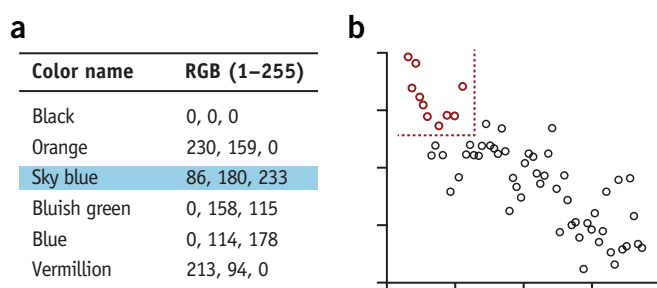 a
Color name RGB (1–255)
Black 0, 0, 0
Orange 230, 159, 0
Sky blue 86, 180, 233
Bluish green 0, 158, 115
Blue 0, 114, 178
Vermillion 213, 94, 0
b